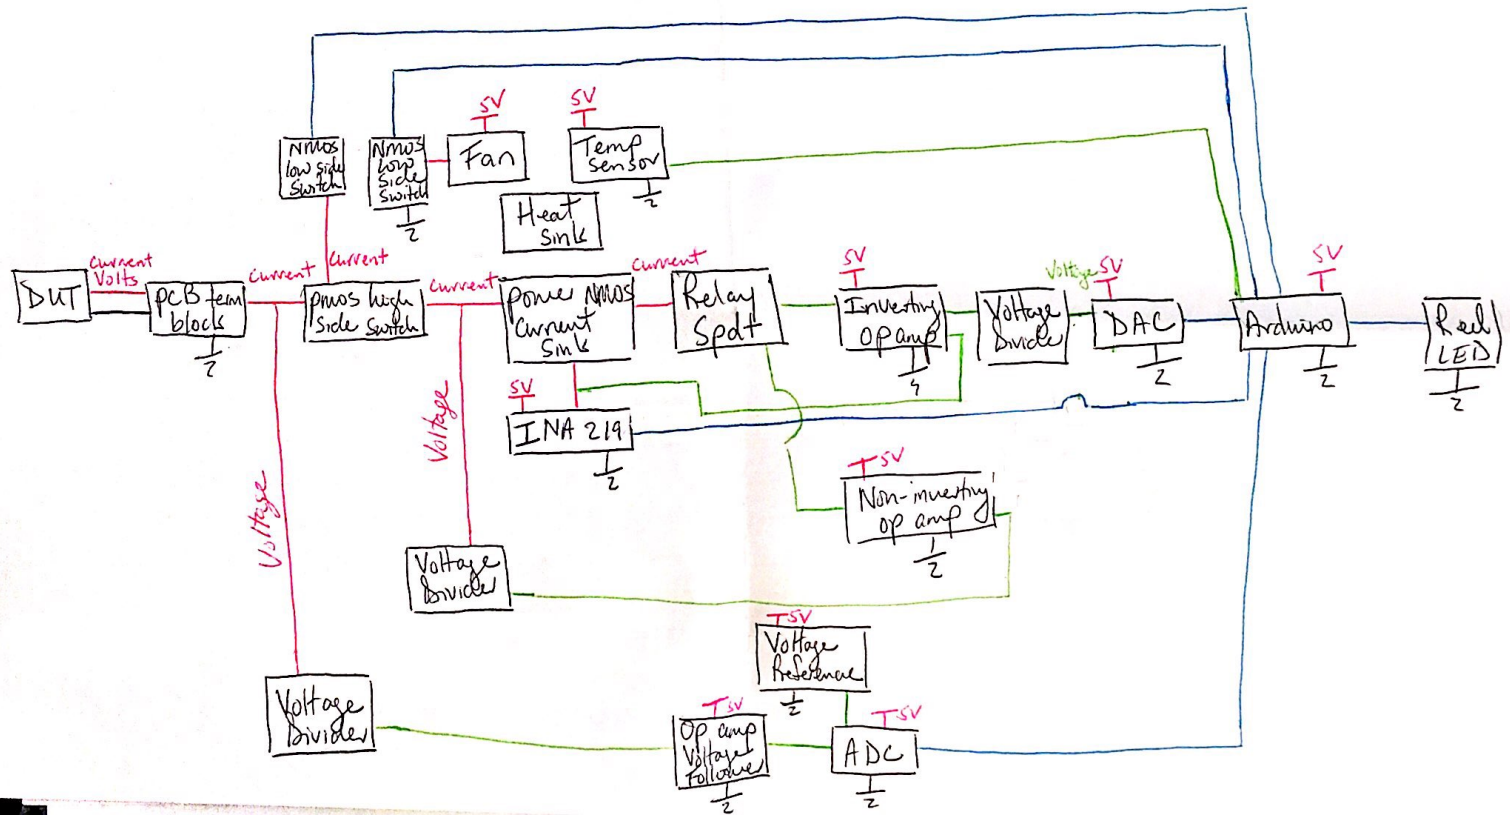 5V
5V
NMOS
low side
Switch
NMOS
low
side
switch
Fan
Temp
Sensor
Heat
Sink
DUT
Current
Volts
PCB term
block
Current
Current
PMOS high
Side Switch
Current
Power NMOS
Current
Sink
Current
Relay
Spdt
5V
Inverting
OP amp
Voltage
Divider
Voltage
5V
DAC
5V
Arduino
Red
LED
5V
INA 219
Voltage
Voltage
5V
Non-inverting
op amp
Voltage
Divider
5V
Voltage
Reference
Voltage
Divider
5V
Op amp
Voltage
Follower
5V
ADC